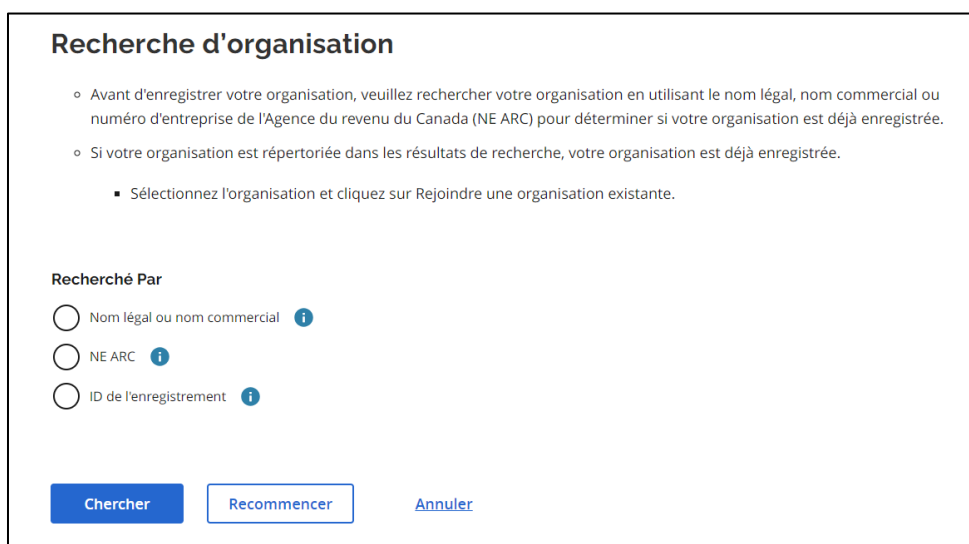 Recherche d’organisation
Avant d'enregistrer votre organisation, veuillez rechercher votre organisation en utilisant le nom légal, nom commercial ou
numéro d'entreprise de l'Agence du revenu du Canada (NE ARC) pour déterminer si votre organisation est déjà enregistrée.
Si votre organisation est répertoriée dans les résultats de recherche, votre organisation est déjà enregistrée.
Sélectionnez l'organisation et cliquez sur Rejoindre une organisation existante.
Recherché Par
Nom légal ou nom commercial
NE ARC
ID de l'enregistrement
Chercher Recommencer Annuler